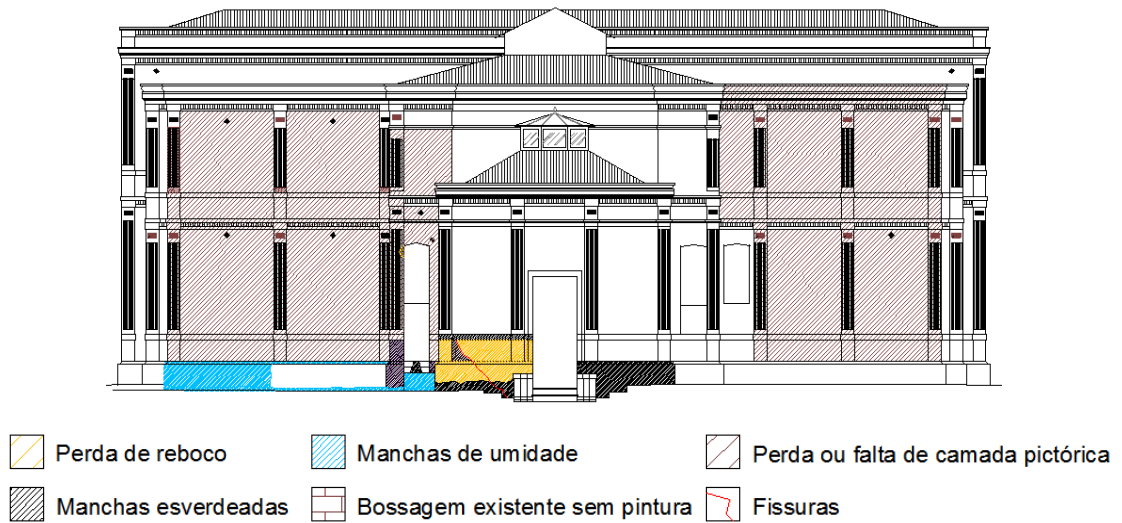 Perda de reboco
Manchas de umidade
Perda ou falta de camada pictórica
Manchas esverdeadas
Bossagem existente sem pintura
Fissuras